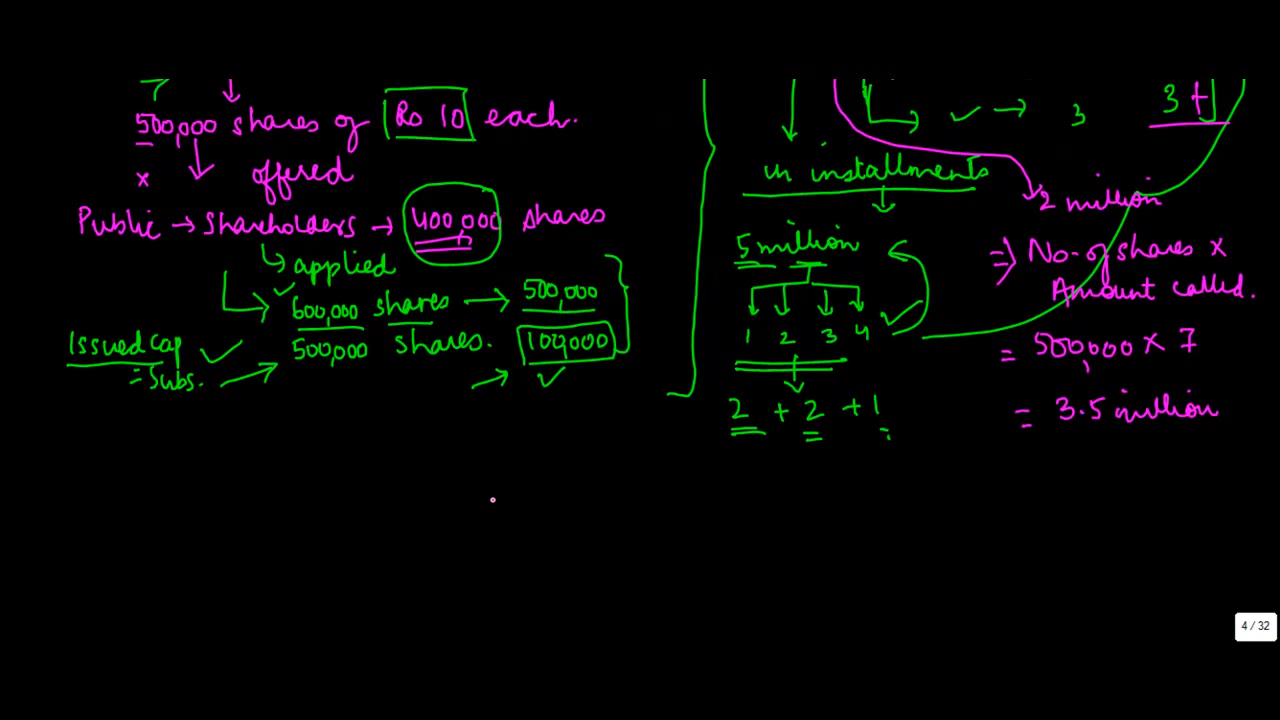 500,000 shares of Rs 10 each.
x offered
Public → Shareholders → 400,000 shares
↳ applied
600,000 shares → 500,000
500,000 shares. 100,000
Issued cap
= Subs.
3 3 +
in installments
5 million
1 2 3 4
2 + 2 + 1
2 million
=> No. of shares x
Amount called.
= 500,000 x 7
= 3.5 million
4 / 32